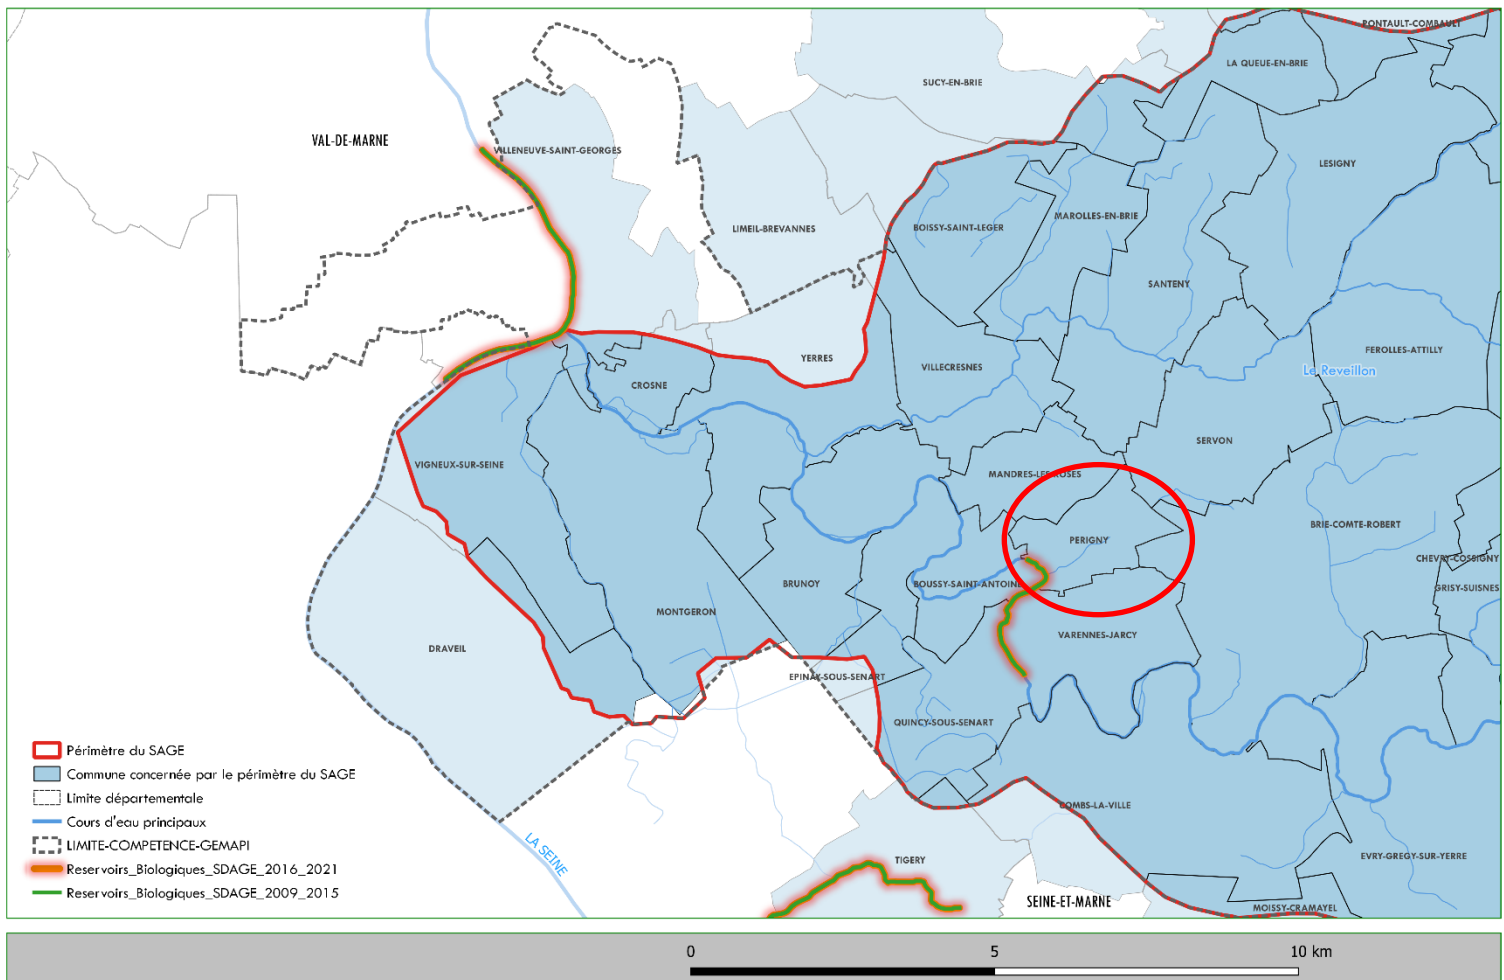 PONTAULT-COMBAULT
LA QUEUE-EN-BRIE
SUCY-EN-BRIE
VAL-DE-MARNE
VILLENEUVE-SAINT-GEORGES
LESIGNY
LIMEIL-BREVANNES
BOISSY-SAINT-LEGER
MAROLLES-EN-BRIE
SANTENY
YERRES
VILLECRESNES
FEROLLES-ATTILLY
Le Reveillon
CROSNE
SERVON
VIGNEUX-SUR-SEINE
MANDRES-LES-ROSES
BRIE-COMTE-ROBERT
PERIGNY
CHEVRY-COSSIGNY
BRUNOY
BOUSSY-SAINT-ANTOINE
GRISY-SUISNES
MONTGERON
VARENNES-JARCY
DRAVEIL
EPINAY-SOUS-SENART
QUINCY-SOUS-SENART
COMBS-LA-VILLE
LA SEINE
TIGERY
EVRY-GREGY-SUR-YERRE
SEINE-ET-MARNE
MOISSY-CRAMAYEL
Périmètre du SAGE
Commune concernée par le périmètre du SAGE
Limite départementale
Cours d'eau principaux
LIMITE-COMPETENCE-GEMAPI
Reservoirs_Biologiques_SDAGE_2016_2021
Reservoirs_Biologiques_SDAGE_2009_2015
0 5 10 km